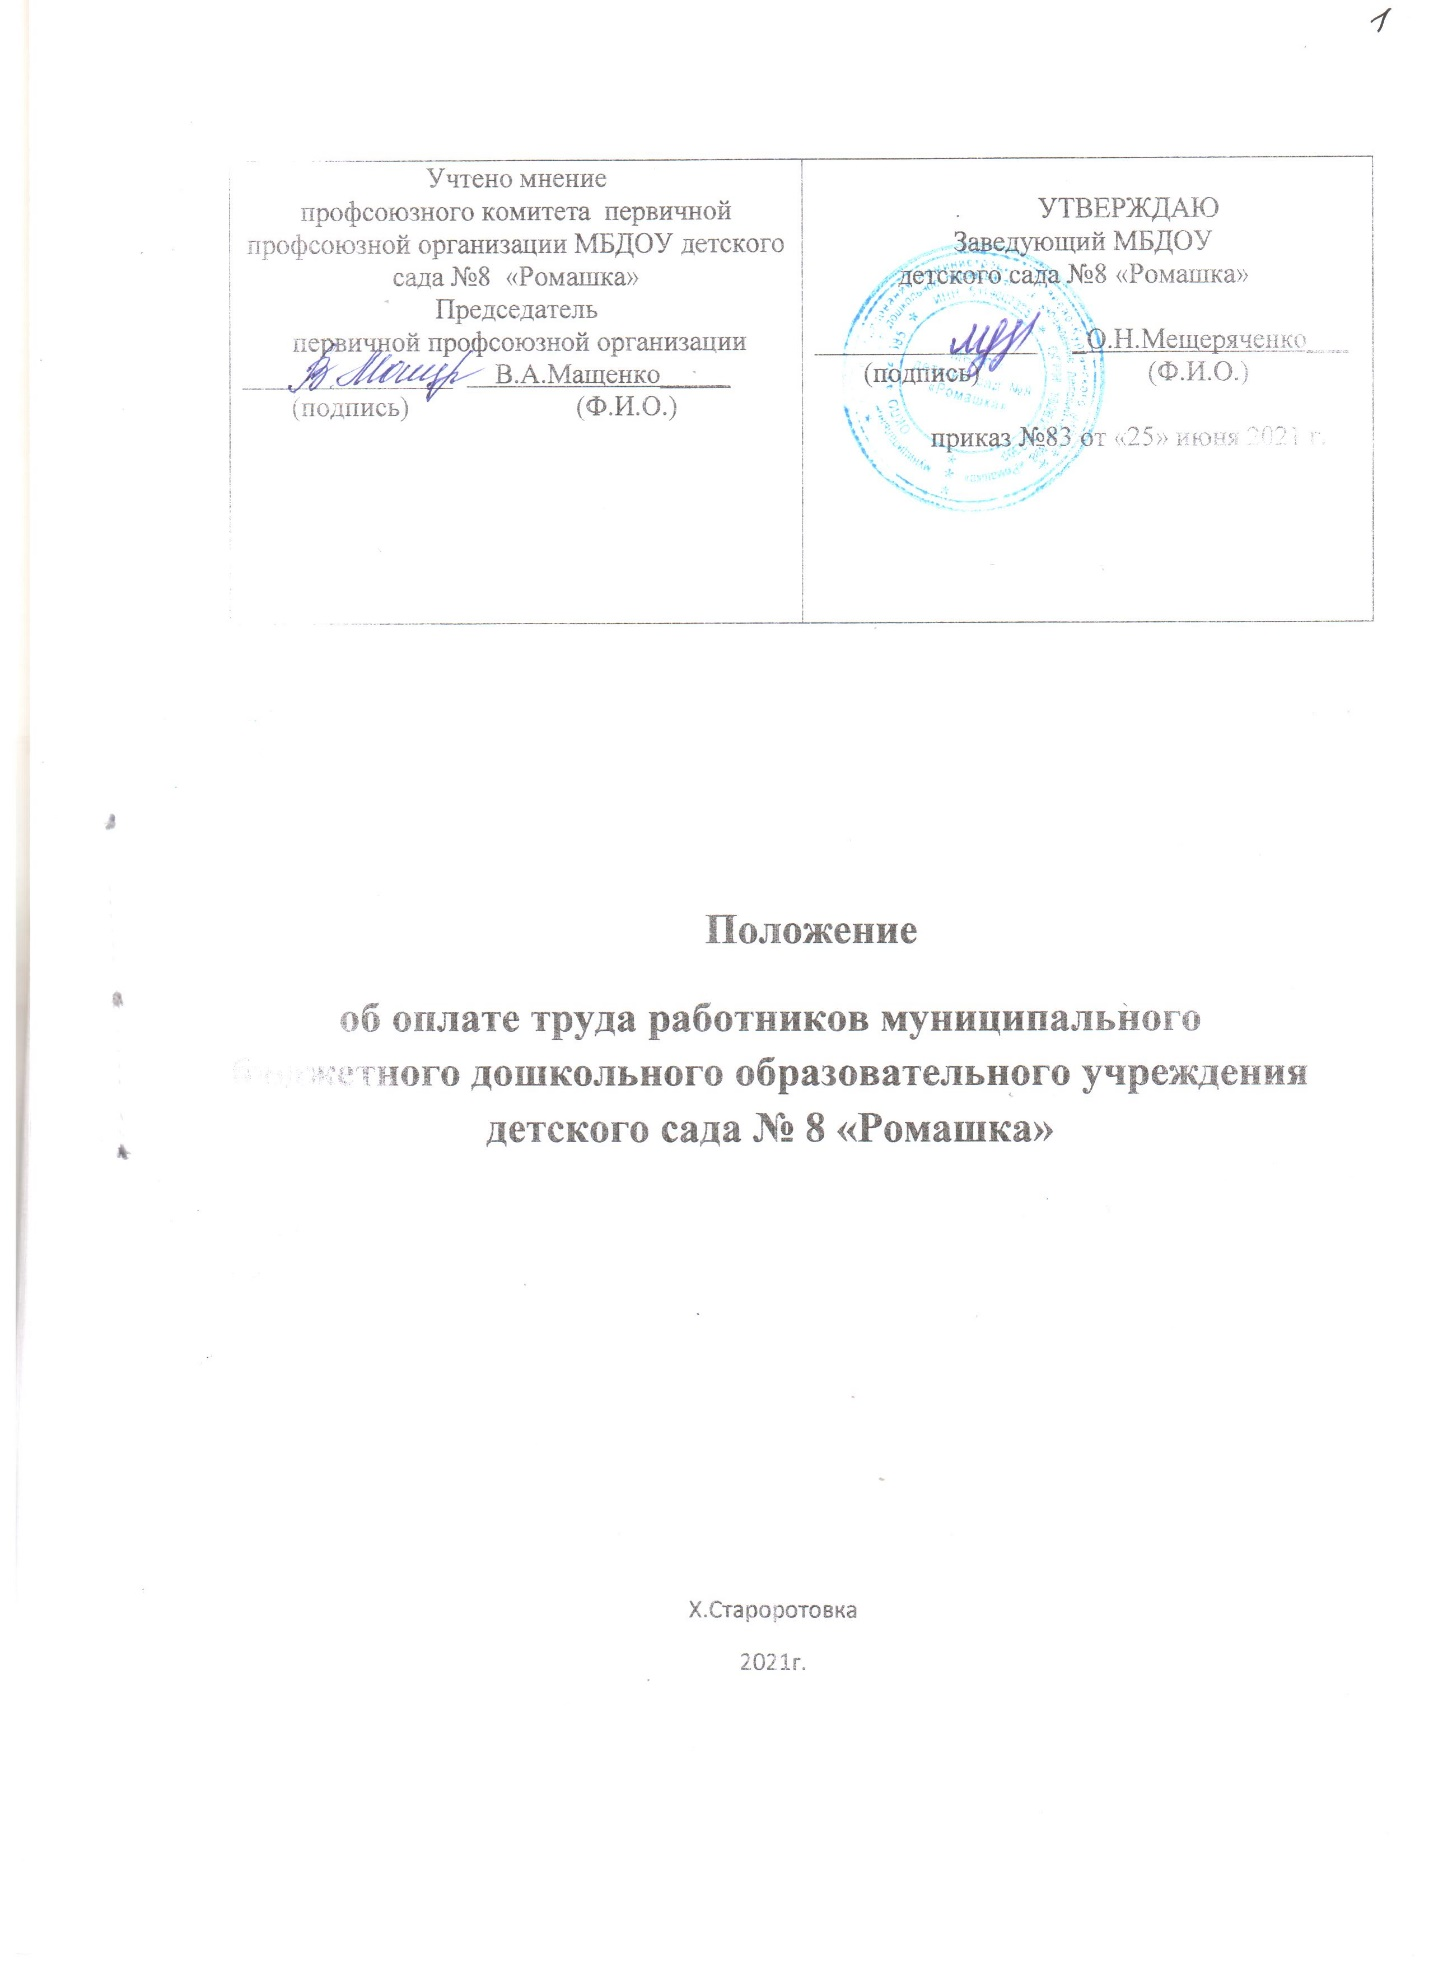 1
Учтено мнение
профсоюзного комитета первичной
профсоюзной организации МБДОУ детского
сада №8 «Ромашка»
Председатель
первичной профсоюзной организации
В.А.Мащенко
(подпись) (Ф.И.О.)
УТВЕРЖДАЮ
Заведующий МБДОУ
детского сада №8 «Ромашка»
О.Н.Мещеряченко
(подпись) (Ф.И.О.)
приказ №83 от «25» июня 2021 г.
«Ромашка»
Положение
об оплате труда работников муниципального
бюджетного дошкольного образовательного учреждения
детского сада № 8 «Ромашка»
Х.Староротовка
2021г.